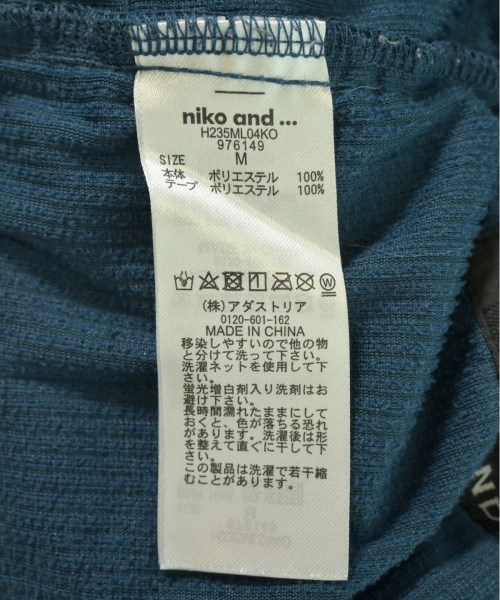 niko and ...
H235ML04KO
976149
SIZE M
本体 ポリエステル 100%
テープ ポリエステル 100%
(株)アダストリア
0120-601-162
MADE IN CHINA
移染しやすいので他の物
と分けて洗って下さい。
洗濯ネットを使用して下
さい。
蛍光増白剤入り洗剤はお
避け下さい。
長時間濡れたままにして
おくと、色が落ちる恐れ
があります。洗濯後は形
を整えて直ぐに干して下
さい。
この製品は洗濯で若干縮
むことがあります。